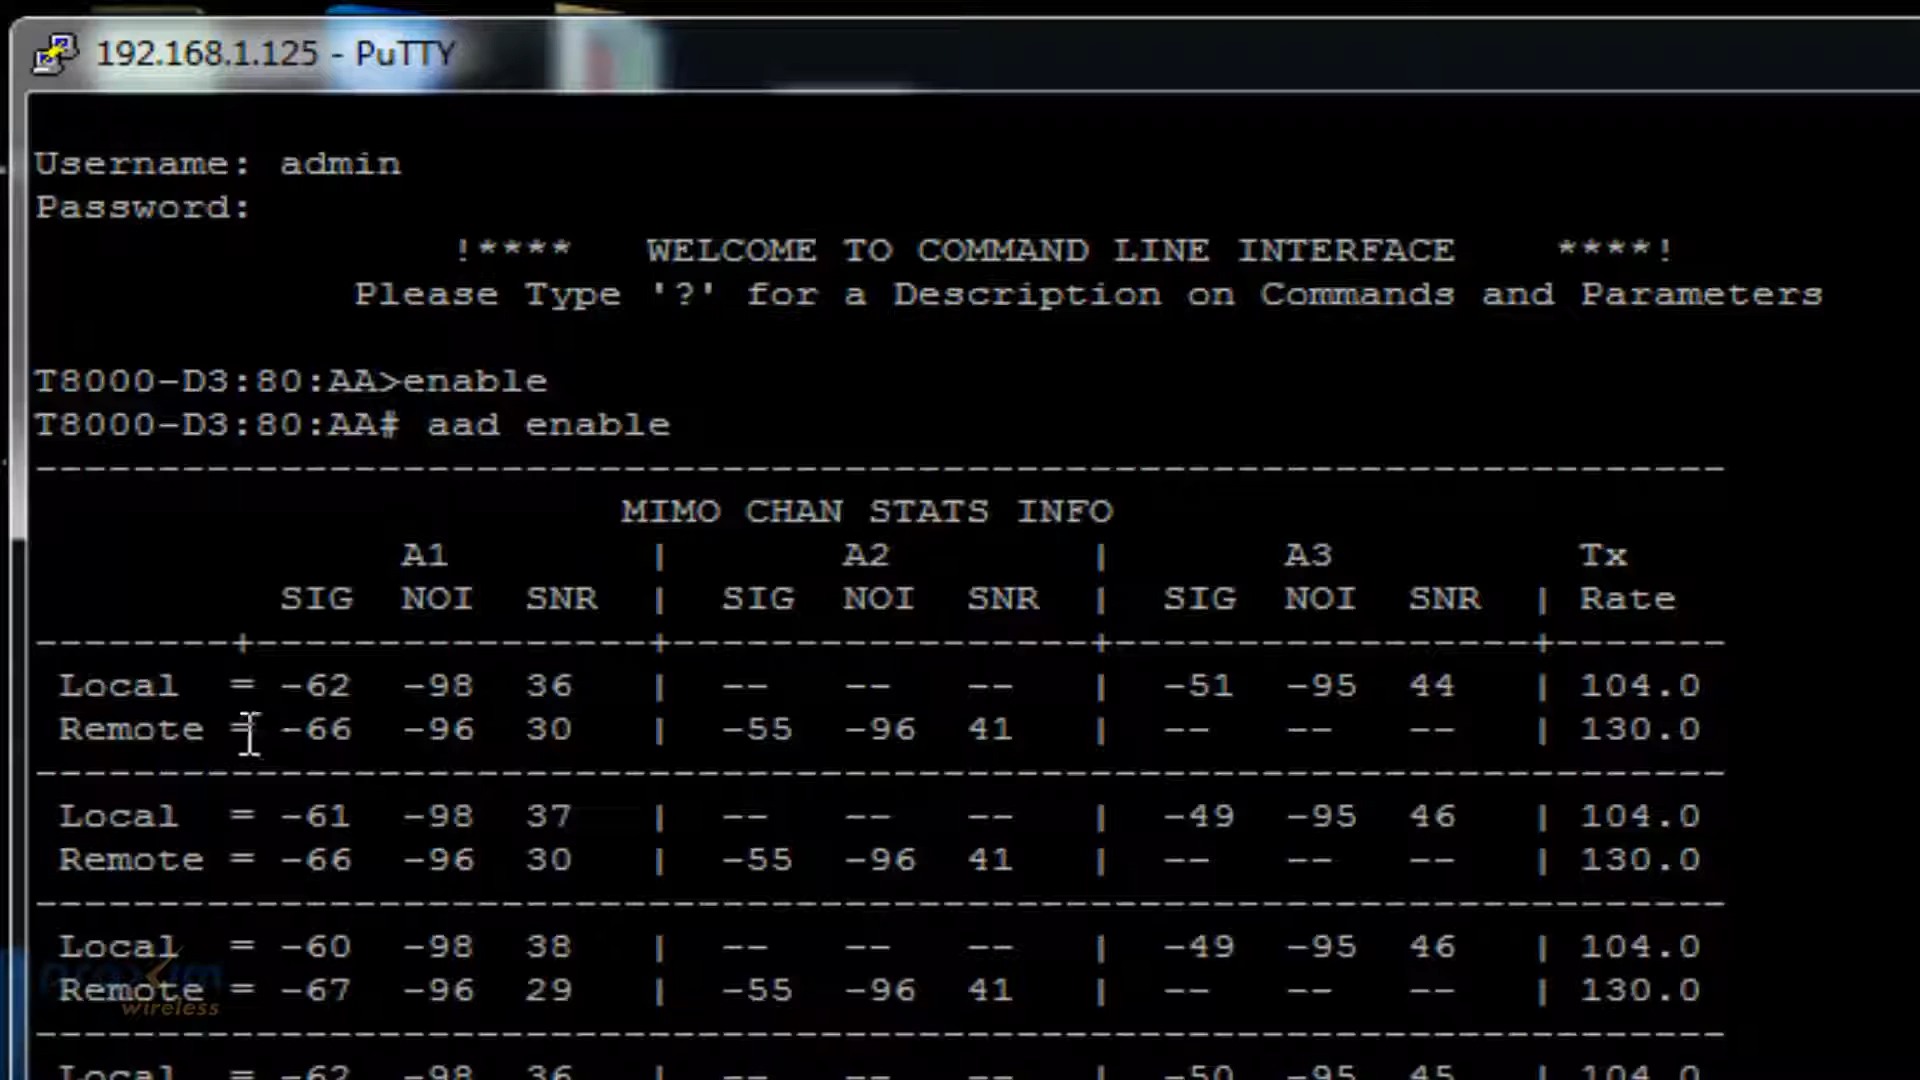 192.168.1.125 - PuTTY
Username: admin
Password:
!**** WELCOME TO COMMAND LINE INTERFACE ****!
Please Type '?' for a Description on Commands and Parameters
T8000-D3:80:AA>enable
T8000-D3:80:AA# aad enable
--------------------------------------------------------------------
MIMO CHAN STATS INFO
A1 | A2 | A3 Tx
SIG NOI SNR | SIG NOI SNR | SIG NOI SNR | Rate
--------+----------------+-----------------+-----------------+-------
Local = -62 -98 36 | -- -- -- | -51 -95 44 | 104.0
Remote = -66 -96 30 | -55 -96 41 | -- -- -- | 130.0
--------------------------------------------------------------------
Local = -61 -98 37 | -- -- -- | -49 -95 46 | 104.0
Remote = -66 -96 30 | -55 -96 41 | -- -- -- | 130.0
--------------------------------------------------------------------
Local = -60 -98 38 | -- -- -- | -49 -95 46 | 104.0
Remote = -67 -96 29 | -55 -96 41 | -- -- -- | 130.0
proxim
wireless
--------------------------------------------------------------------
Local = -62 -98 36 | -- -- -- | -50 -95 45 | 104.0